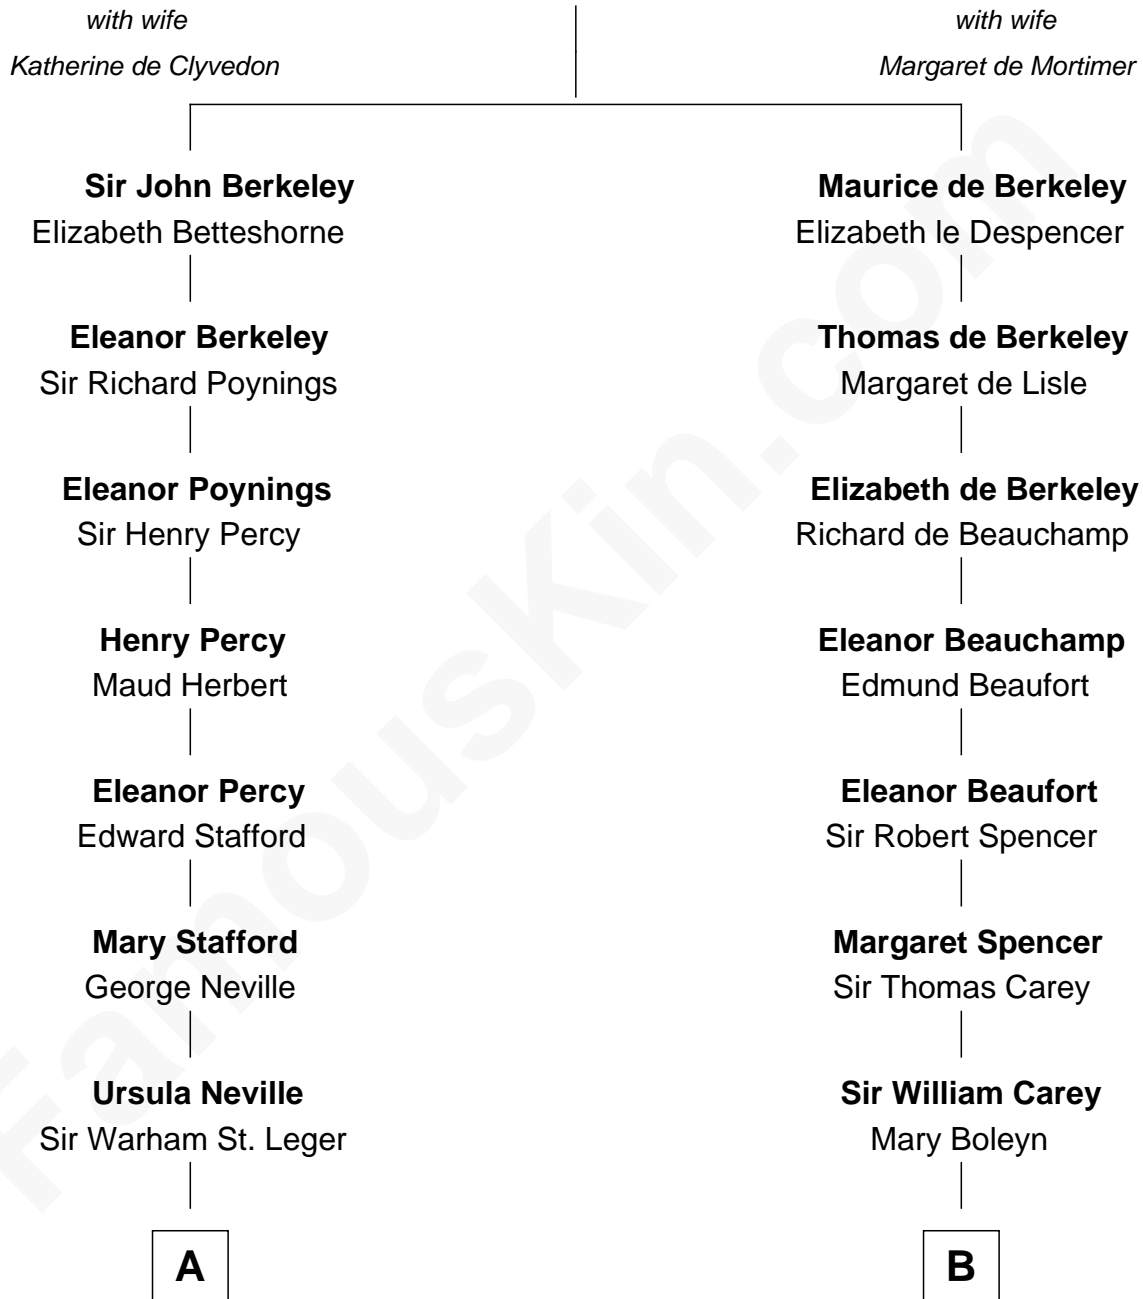 with wife
with wife
Katherine de Clyvedon
Margaret de Mortimer
Sir John Berkeley
Maurice de Berkeley
Elizabeth Betteshorne
Elizabeth le Despencer
Eleanor Berkeley
Thomas de Berkeley
Sir Richard Poynings
Margaret de Lisle
Eleanor Poynings
Elizabeth de Berkeley
Sir Henry Percy
Richard de Beauchamp
Henry Percy
Eleanor Beauchamp
Maud Herbert
Edmund Beaufort
Eleanor Percy
Eleanor Beaufort
Edward Stafford
Sir Robert Spencer
Mary Stafford
Margaret Spencer
George Neville
Sir Thomas Carey
Ursula Neville
Sir William Carey
Sir Warham St. Leger
Mary Boleyn
A
B
FamousKin.com